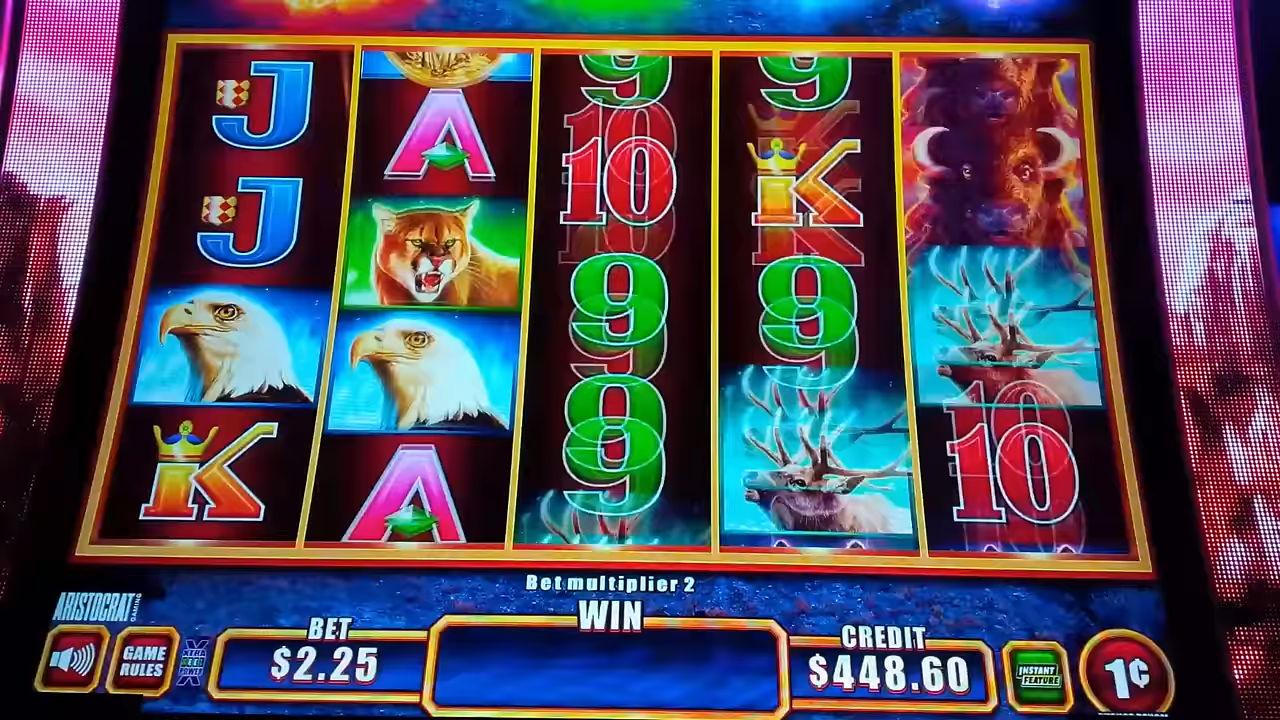 J
A
9
9
10
K
J
9
9
K
A
9
10
Bet multiplier 2
ARISTOCRAT
GAMING
BET
WIN
CREDIT
GAME
RULES
$2.25
$448.60
INSTANT
FEATURE
1¢